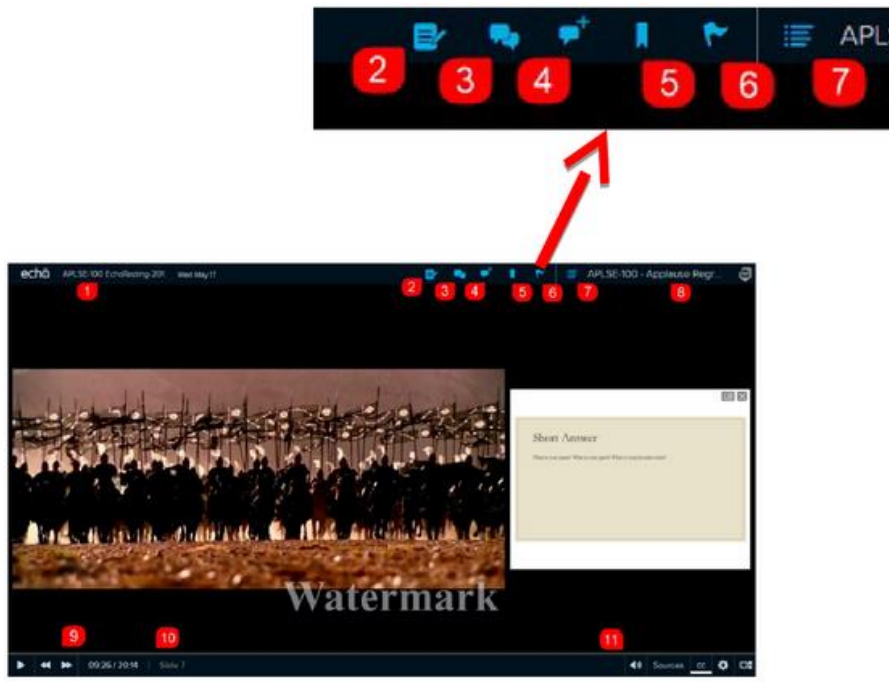 APLS
2 3 4 5 6 7
echo APLSE-100 EchoTesting-201 Wed May 17
APLSE-100 - Applause Regr...
1 2 3 4 5 6 7 8
Short Answer
Watermark
9 10 11
09:26 / 20:14 Slide 7
Sources cc